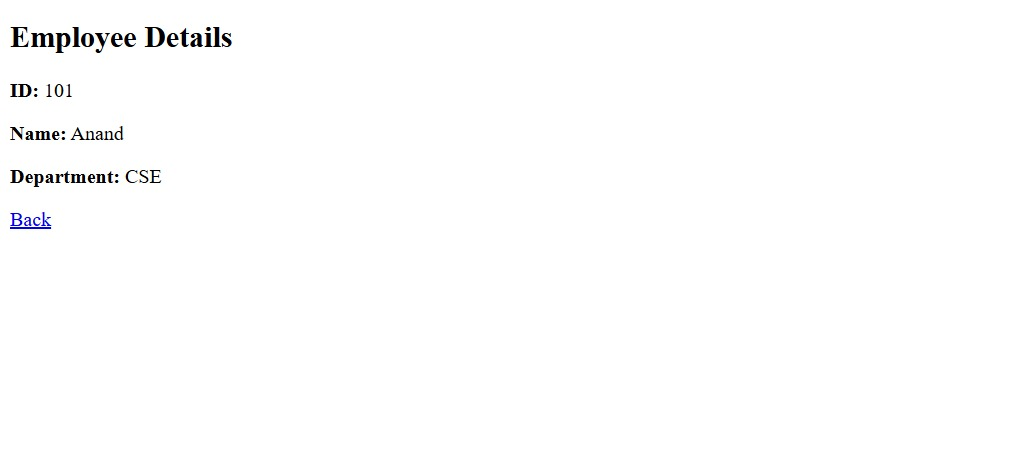 Employee Details
ID: 101
Name: Anand
Department: CSE
Back